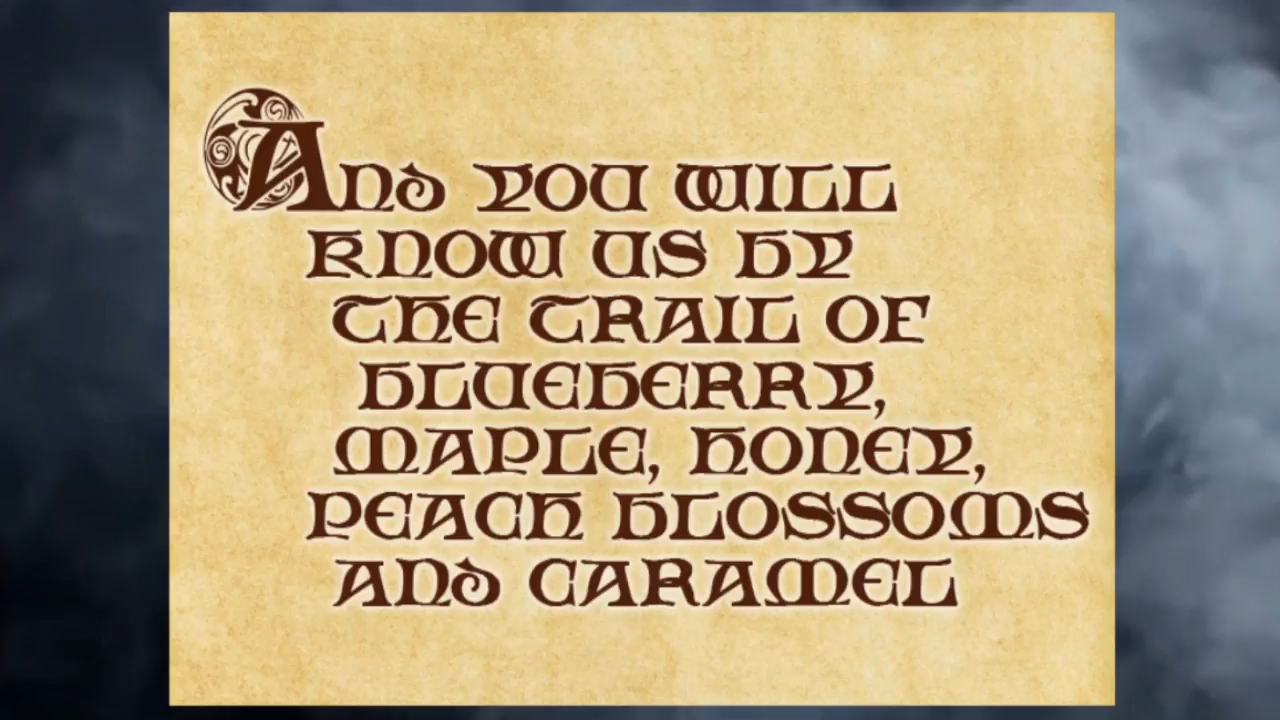 And you will
know us by
the trail of
blueberry,
maple, honey,
peach blossoms
and caramel